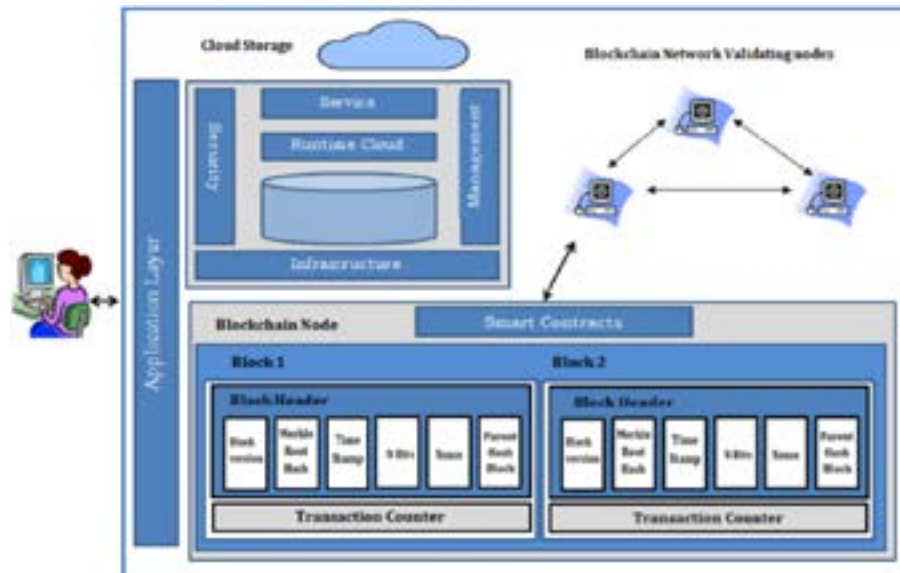 Cloud Storage
Blockchain Network Validating nodes
Application Layer
Security
Service
Runtime Cloud
Management
Infrastructure
Blockchain Node
Smart Contracts
Block 1
Block Header
Block
version
Merkle
Root
Hash
Time
Stamp
N Bits
Parent
Hash
Block
Transaction Counter
Block 2
Block Header
Block
version
Merkle
Root
Hash
Time
Stamp
N Bits
Parent
Hash
Block
Transaction Counter